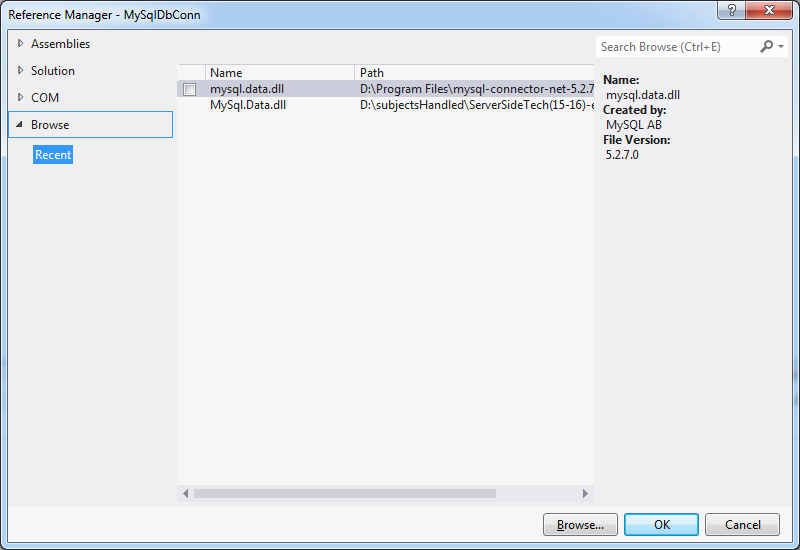 Reference Manager - MySqlDbConn
?
Assemblies
Solution
COM
Browse
Recent
Name Path
mysql.data.dll D:\Program Files\mysql-connector-net-5.2.7
MySql.Data.dll D:\subjectsHandled\ServerSideTech(15-16)-e
Search Browse (Ctrl+E)
Name:
mysql.data.dll
Created by:
MySQL AB
File Version:
5.2.7.0
Browse...
OK
Cancel